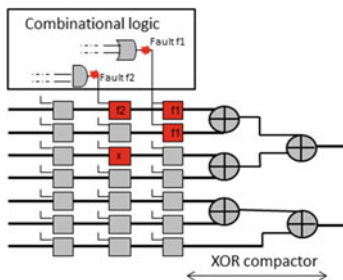 Combinational logic
Fault f1
Fault f2
f2
f1
f1
x
XOR compactor